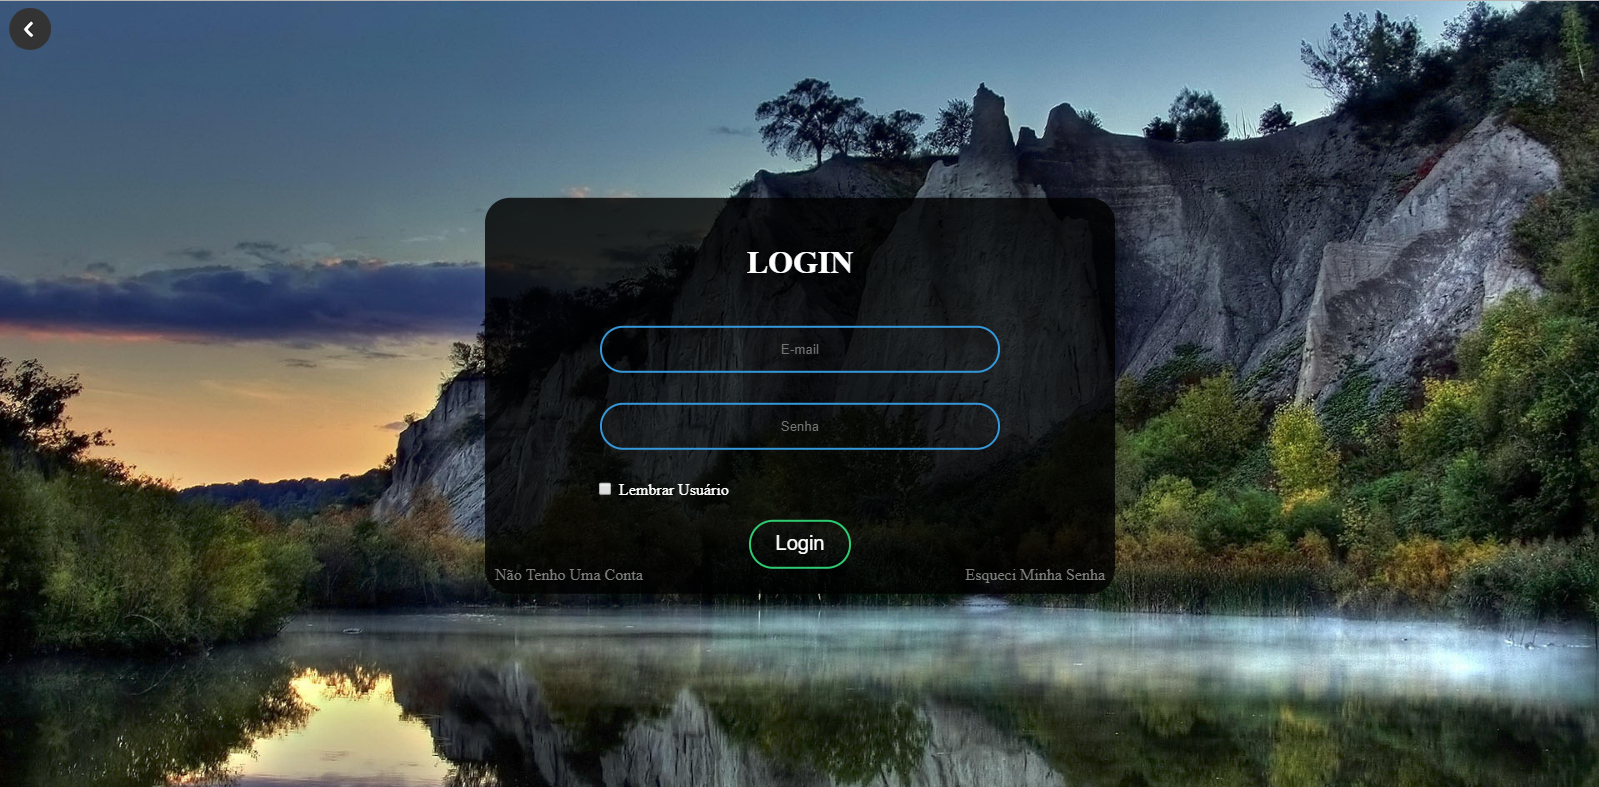 LOGIN
E-mail
Senha
Lembrar Usuário
Login
Não Tenho Uma Conta
Esqueci Minha Senha